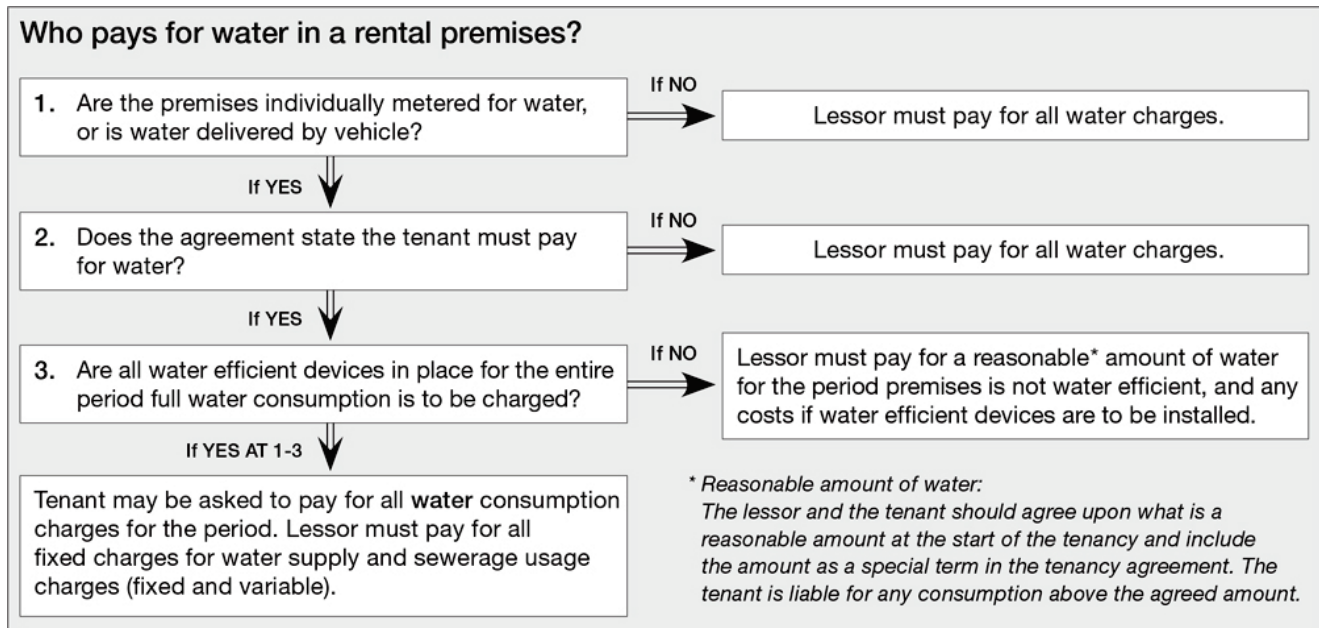 Who pays for water in a rental premises?
1. Are the premises individually metered for water,
or is water delivered by vehicle?
If NO
Lessor must pay for all water charges.
If YES
2. Does the agreement state the tenant must pay
for water?
If NO
Lessor must pay for all water charges.
If YES
3. Are all water efficient devices in place for the entire
period full water consumption is to be charged?
If NO
Lessor must pay for a reasonable* amount of water
for the period premises is not water efficient, and any
costs if water efficient devices are to be installed.
If YES AT 1-3
Tenant may be asked to pay for all water consumption
charges for the period. Lessor must pay for all
fixed charges for water supply and sewerage usage
charges (fixed and variable).
* Reasonable amount of water:
The lessor and the tenant should agree upon what is a
reasonable amount at the start of the tenancy and include
the amount as a special term in the tenancy agreement. The
tenant is liable for any consumption above the agreed amount.